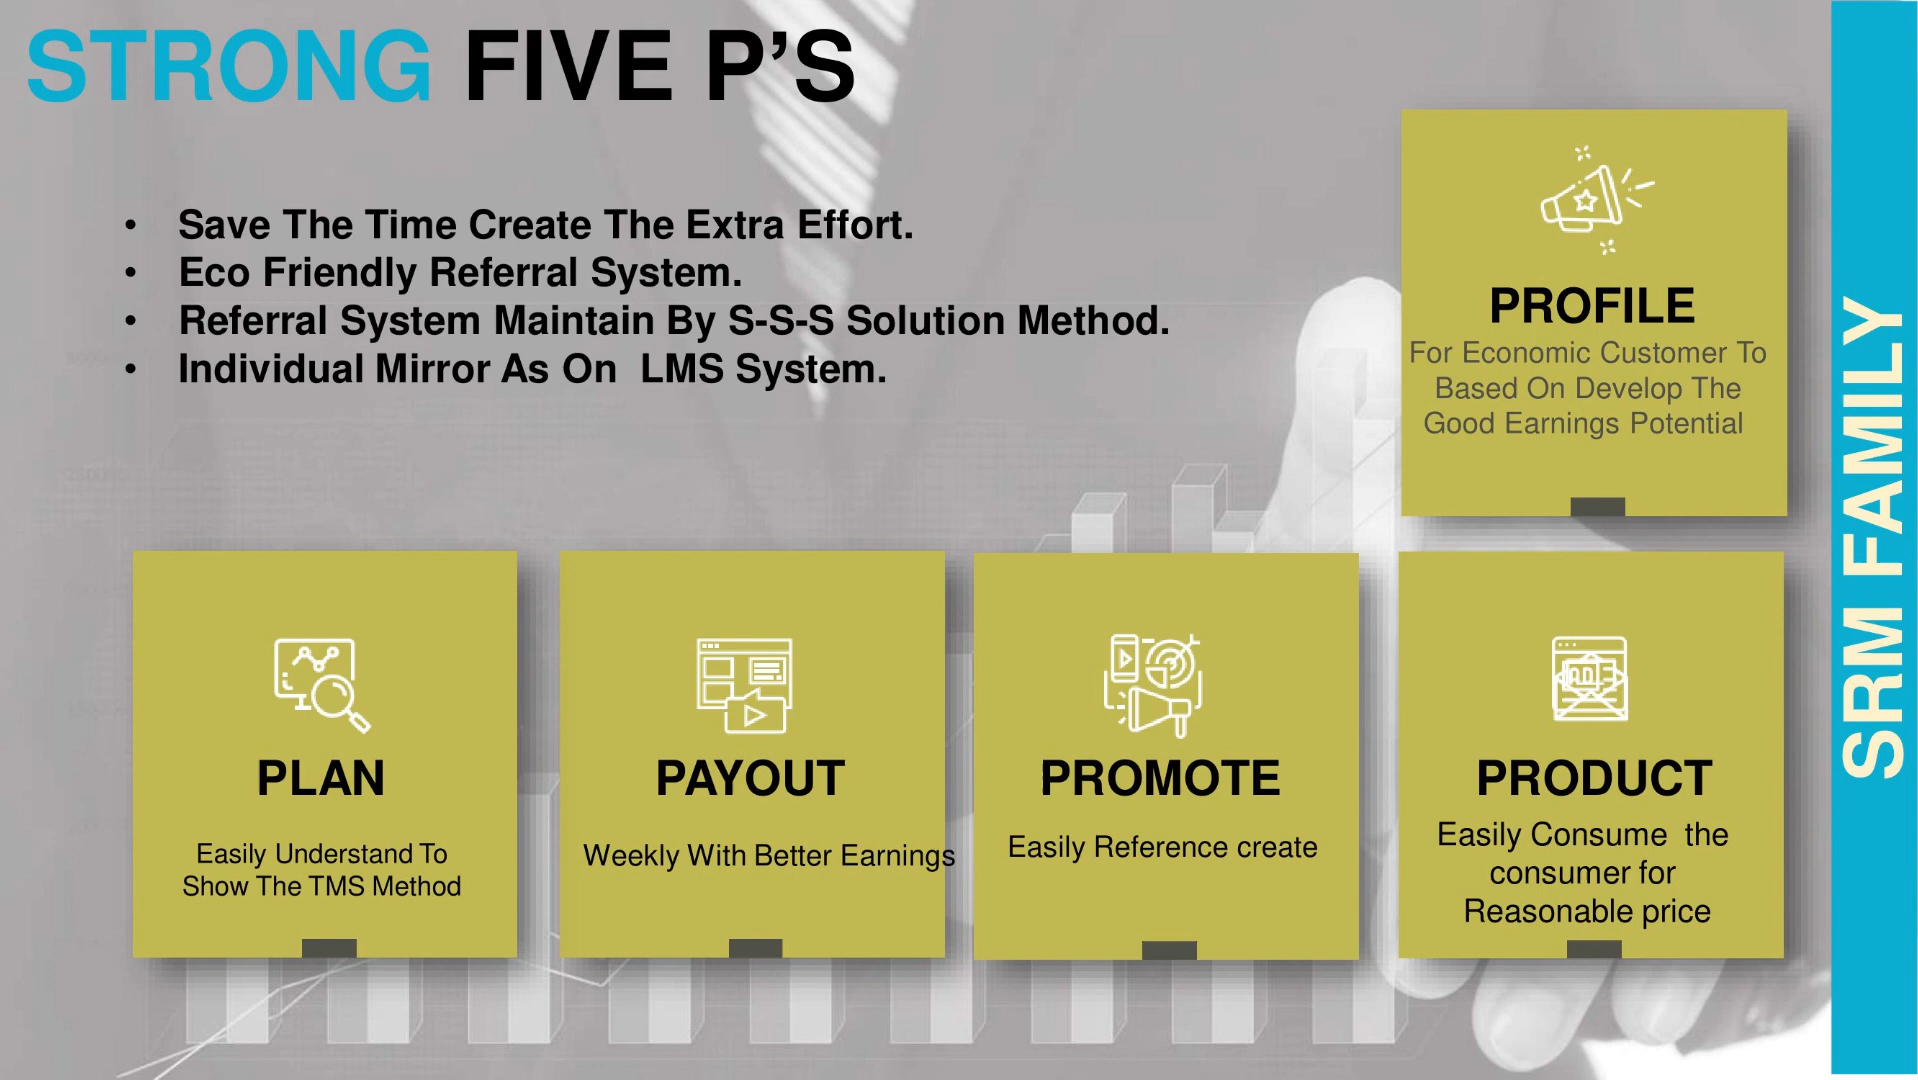 STRONG FIVE P’S
• Save The Time Create The Extra Effort.
• Eco Friendly Referral System.
• Referral System Maintain By S-S-S Solution Method.
• Individual Mirror As On  LMS System.
PROFILE
For Economic Customer To
Based On Develop The
Good Earnings Potential
PLAN
Easily Understand To
Show The TMS Method
PAYOUT
Weekly With Better Earnings
PROMOTE
Easily Reference create
PRODUCT
Easily Consume  the
consumer for
Reasonable price
SRM FAMILY